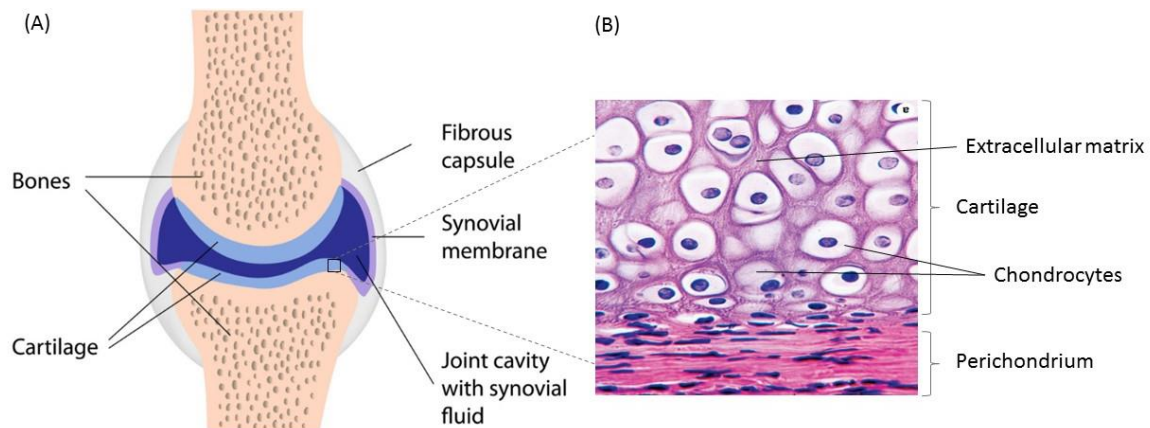 (A)
Bones
Cartilage
Fibrous
capsule
Synovial
membrane
Joint cavity
with synovial
fluid
(B)
Extracellular matrix
Cartilage
Chondrocytes
Perichondrium